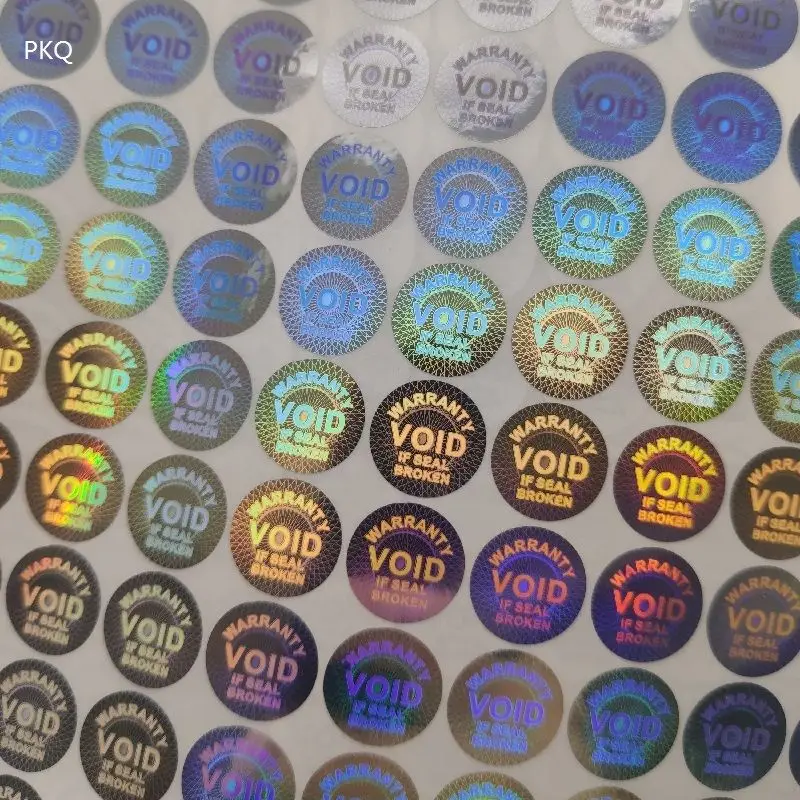 PKQ
WARRANTY
VOID
IF SEAL
BROKEN